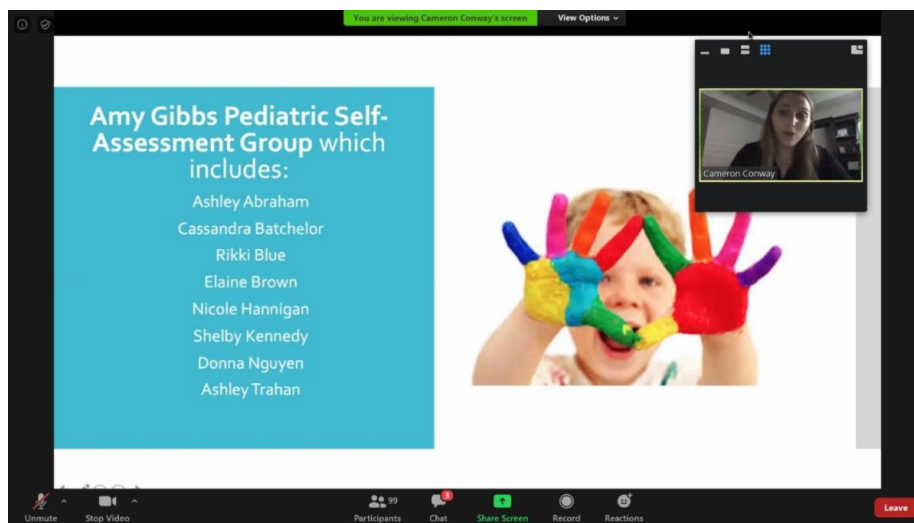 You are viewing Cameron Conway's screen
View Options
Amy Gibbs Pediatric Self-
Assessment Group which
includes:
Ashley Abraham
Cassandra Batchelor
Rikki Blue
Elaine Brown
Nicole Hannigan
Shelby Kennedy
Donna Nguyen
Ashley Trahan
Cameron Conway
Unmute
Stop Video
99
Participants
3
Chat
Share Screen
Record
Reactions
Leave